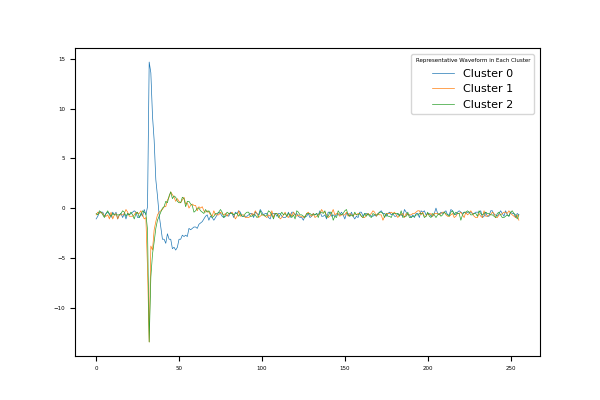 Representative Waveform in Each Cluster
Cluster 0
Cluster 1
Cluster 2
15
10
5
0
−5
−10
0 50 100 150 200 250